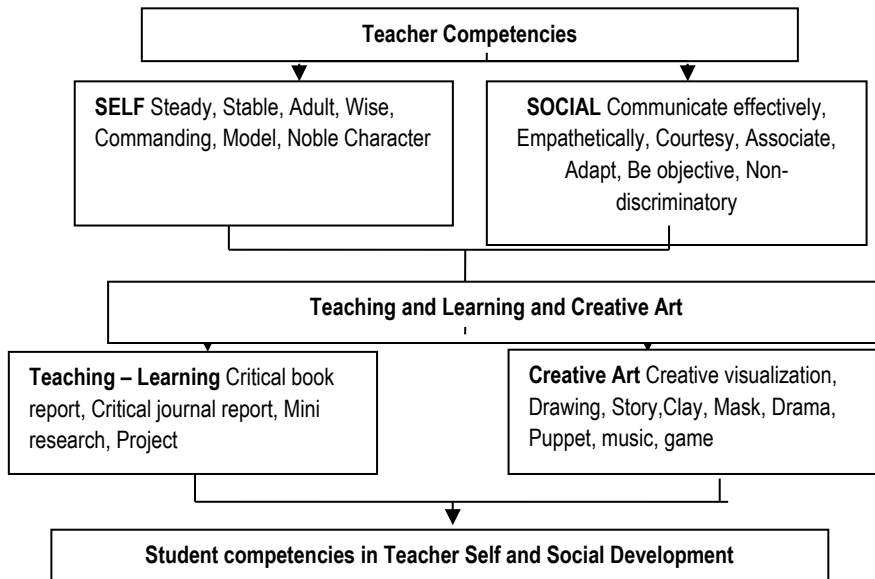 Teacher Competencies
SELF Steady, Stable, Adult, Wise,
Commanding, Model, Noble Character
SOCIAL Communicate effectively,
Empathetically, Courtesy, Associate,
Adapt, Be objective, Non-
discriminatory
Teaching and Learning and Creative Art
Teaching – Learning Critical book
report, Critical journal report, Mini
research, Project
Creative Art Creative visualization,
Drawing, Story,Clay, Mask, Drama,
Puppet, music, game
Student competencies in Teacher Self and Social Development